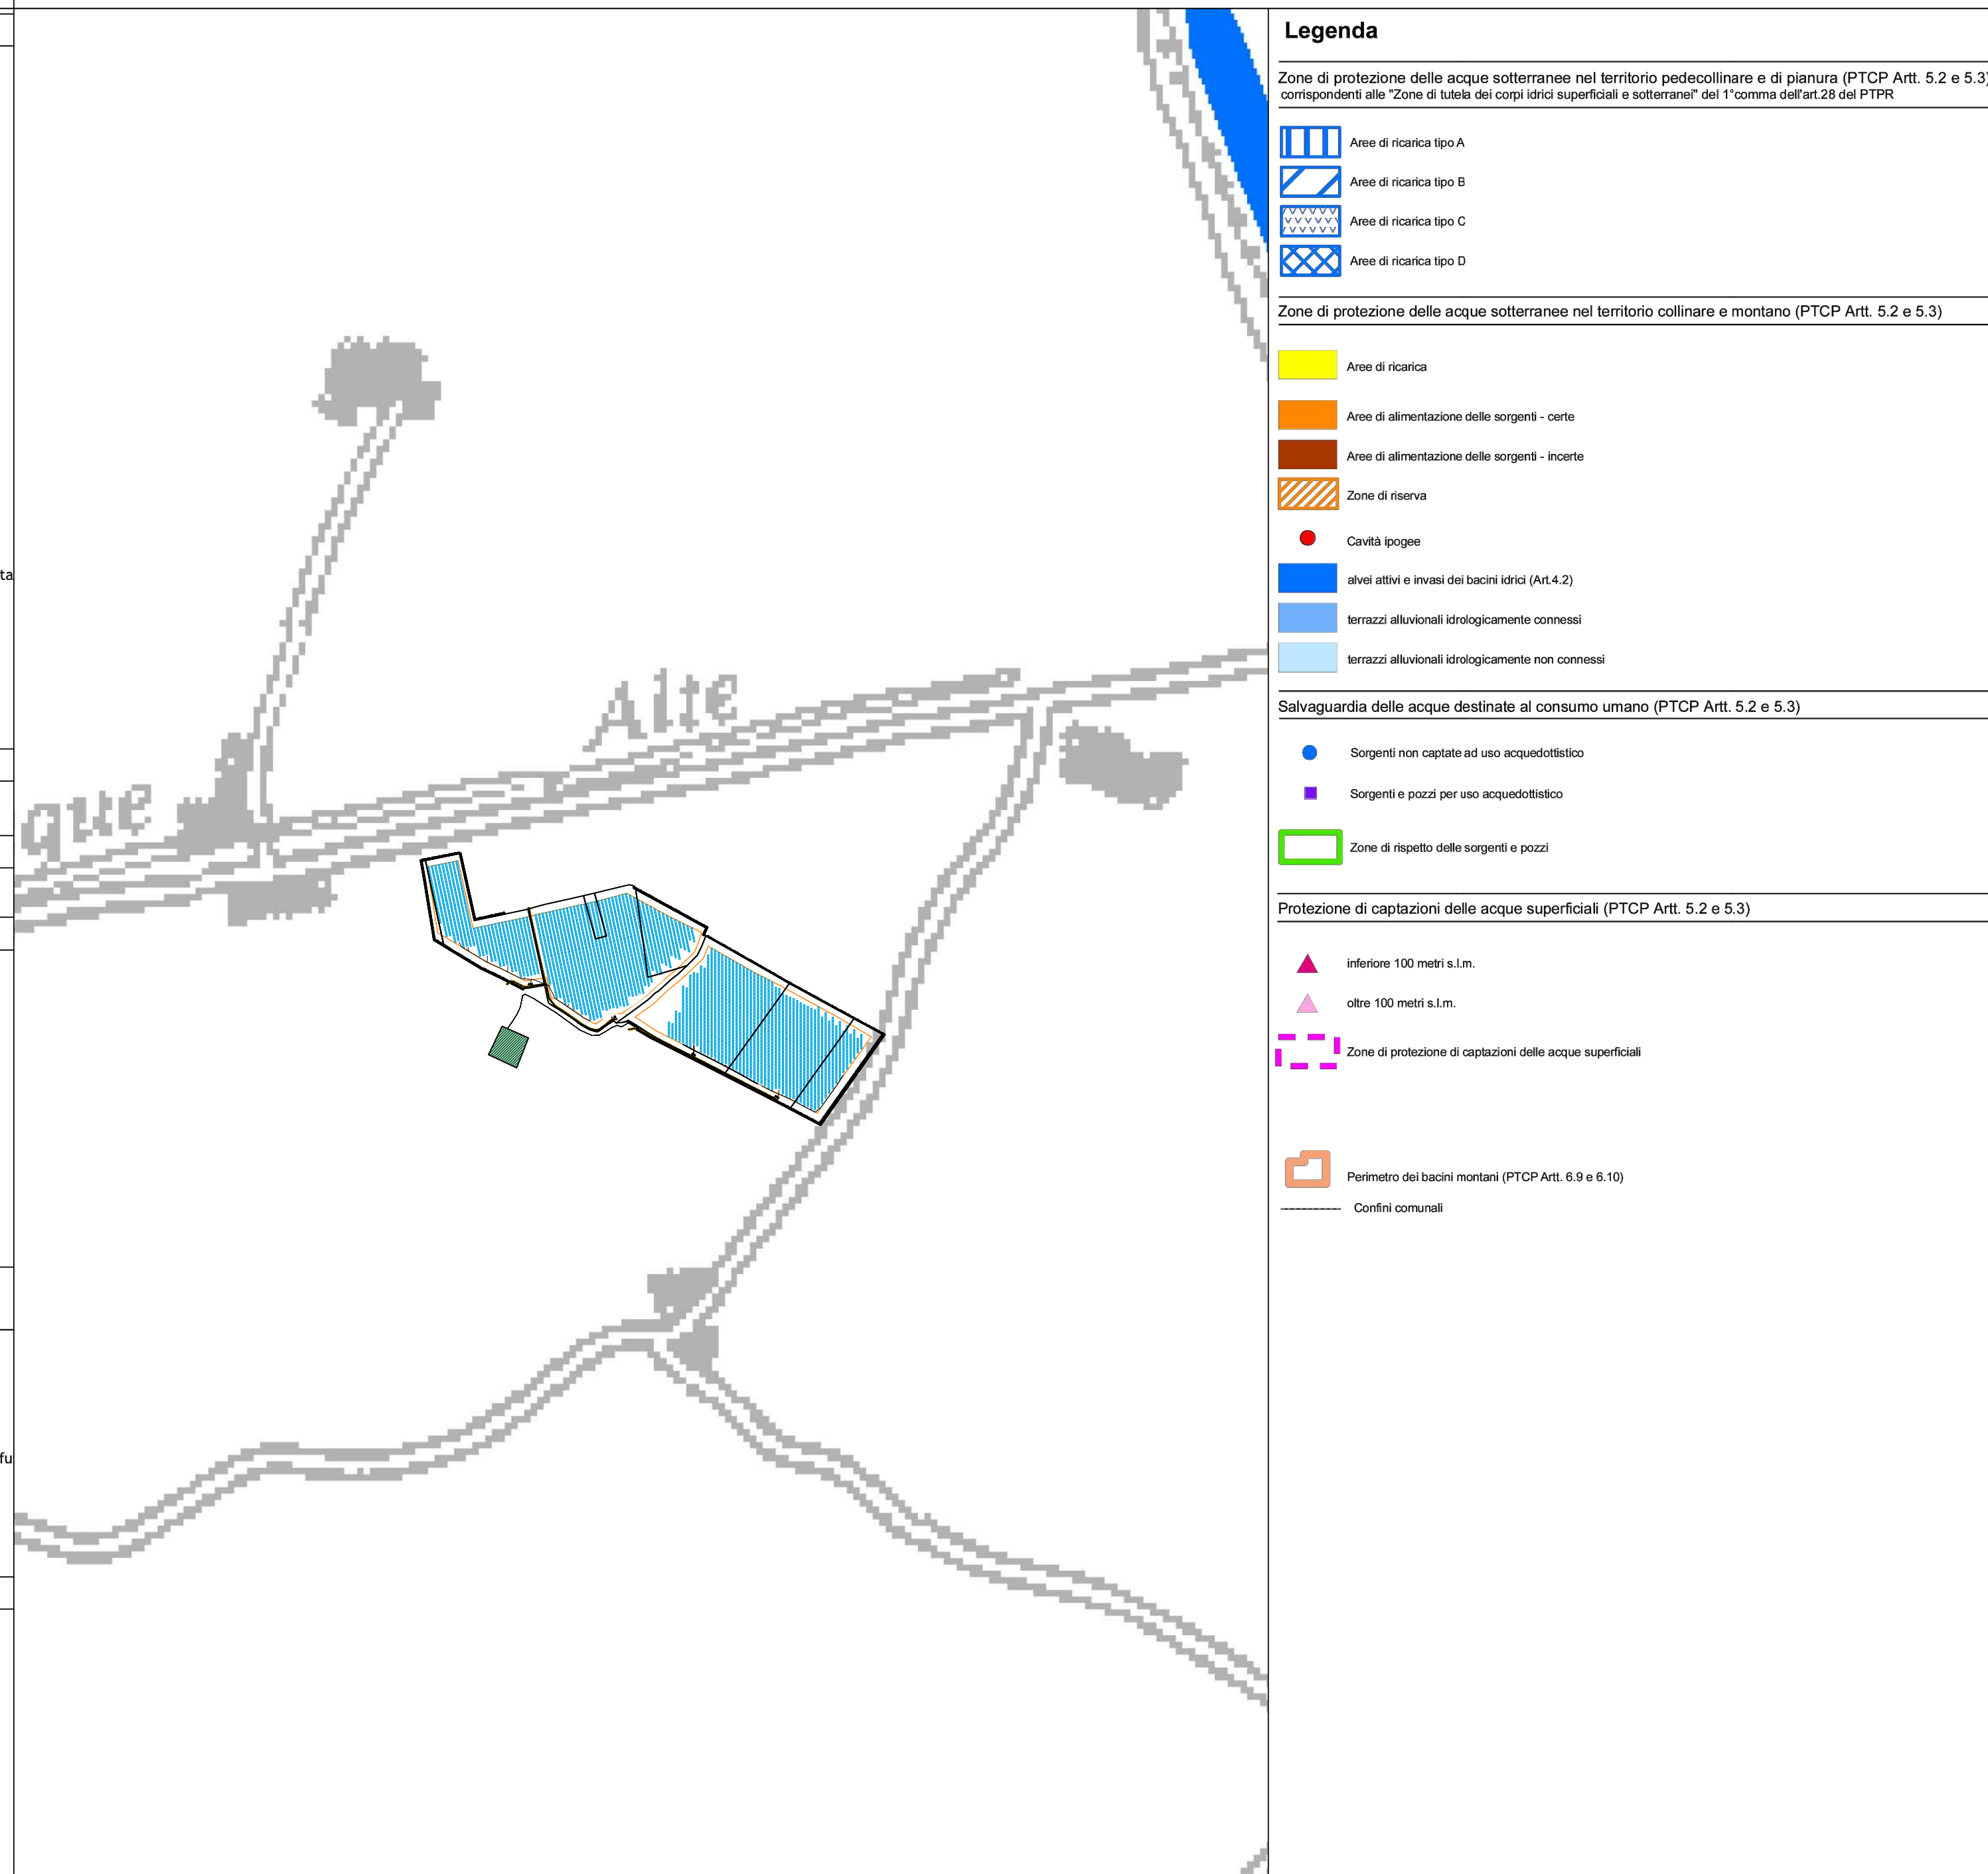 ta
fu
que
Alte
Legenda
Zone di protezione delle acque sotterranee nel territorio pedecollinare e di pianura (PTCP Artt. 5.2 e 5.3)
corrispondenti alle "Zone di tutela dei corpi idrici superficiali e sotterranei" del 1°comma dell'art.28 del PTPR
Aree di ricarica tipo A
Aree di ricarica tipo B
Aree di ricarica tipo C
Aree di ricarica tipo D
Zone di protezione delle acque sotterranee nel territorio collinare e montano (PTCP Artt. 5.2 e 5.3)
Aree di ricarica
Aree di alimentazione delle sorgenti - certe
Aree di alimentazione delle sorgenti - incerte
Zone di riserva
Cavità ipogee
alvei attivi e invasi dei bacini idrici (Art.4.2)
terrazzi alluvionali idrologicamente connessi
terrazzi alluvionali idrologicamente non connessi
Salvaguardia delle acque destinate al consumo umano (PTCP Artt. 5.2 e 5.3)
Sorgenti non captate ad uso acquedottistico
Sorgenti e pozzi per uso acquedottistico
Zone di rispetto delle sorgenti e pozzi
Protezione di captazioni delle acque superficiali (PTCP Artt. 5.2 e 5.3)
inferiore 100 metri s.l.m.
oltre 100 metri s.l.m.
Zone di protezione di captazioni delle acque superficiali
Perimetro dei bacini montani (PTCP Artt. 6.9 e 6.10)
Confini comunali